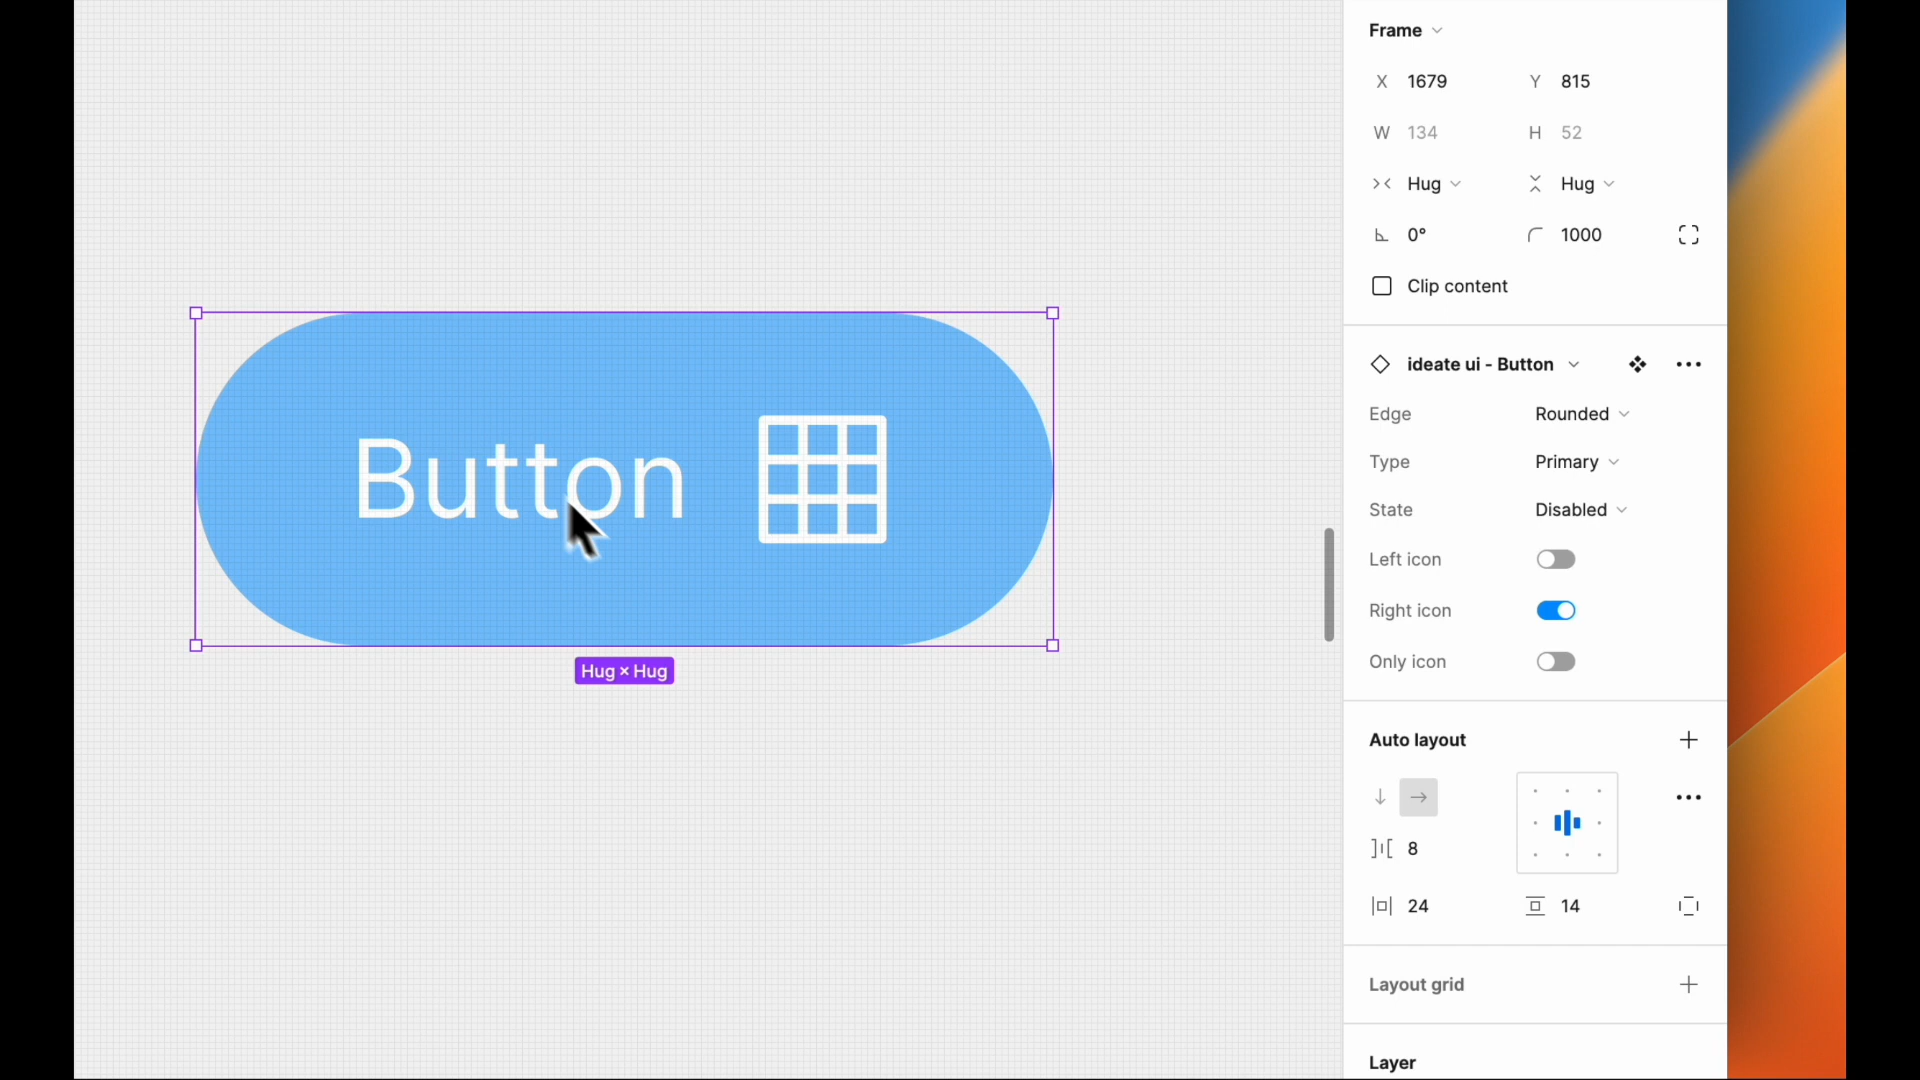 Button
Hug × Hug
Frame
X 1679 Y 815
W 134 H 52
Hug Hug
0° 1000
Clip content
ideate ui - Button
Edge Rounded
Type Primary
State Disabled
Left icon
Right icon
Only icon
Auto layout
8
24 14
Layout grid
Layer